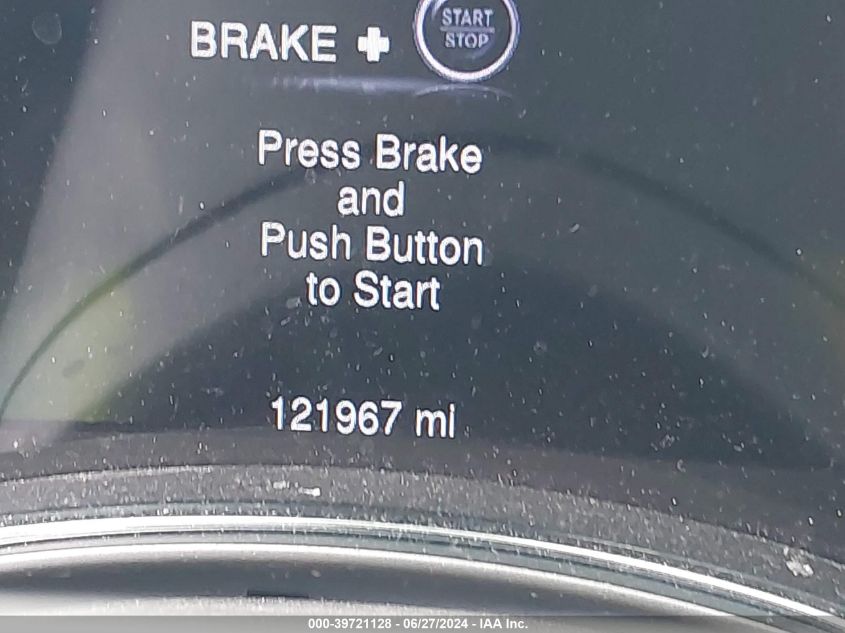 BRAKE + START
STOP
Press Brake
and
Push Button
to Start
121967 mi
000-39721128 - 06/27/2024 - IAA Inc.